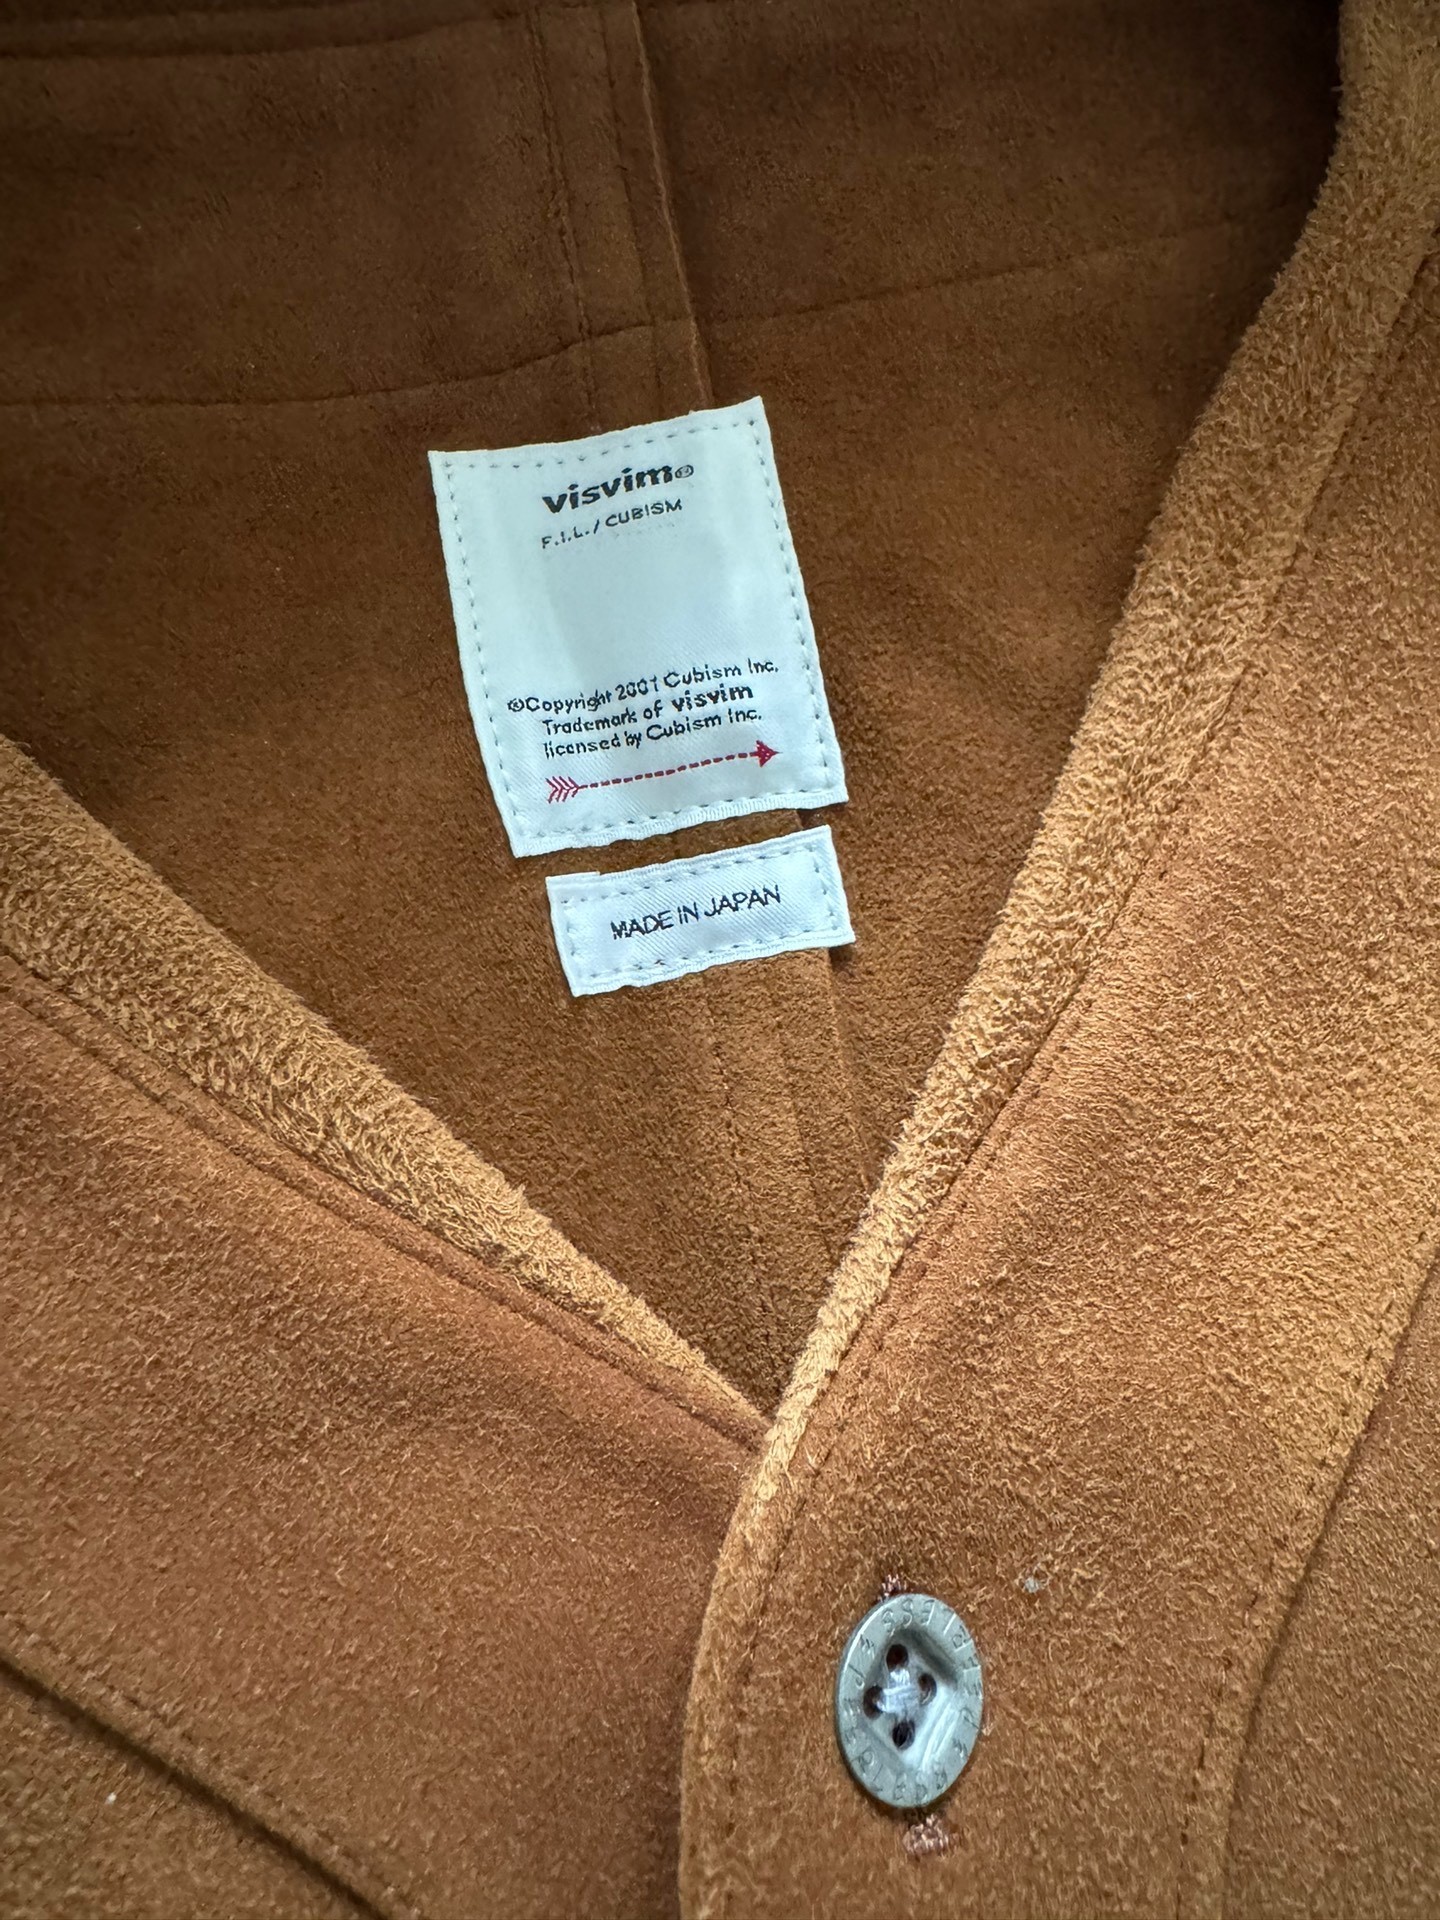 visvim®
F.I.L./CUBISM
©Copyright 2001 Cubism Inc.
Trademark of visvim
licensed by Cubism Inc.
MADE IN JAPAN